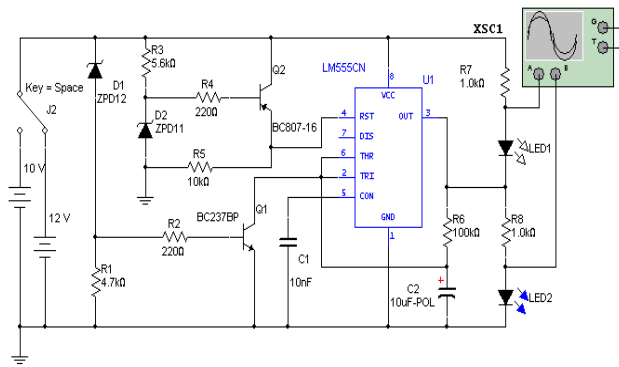 XSC1
G
T
A
B
Key = Space
J2
10 V
12 V
D1
ZPD12
R3
5.6kΩ
R4
220Ω
Q2
BC807-16
D2
ZPD11
R5
10kΩ
R1
4.7kΩ
R2
220Ω
BC237BP
Q1
C1
10nF
LM555CN
U1
8
VCC
4
RST
OUT
3
7
DIS
6
THR
2
TRI
5
CON
GND
1
R7
1.0kΩ
LED1
R6
100kΩ
R8
1.0kΩ
+
C2
10uF-POL
LED2